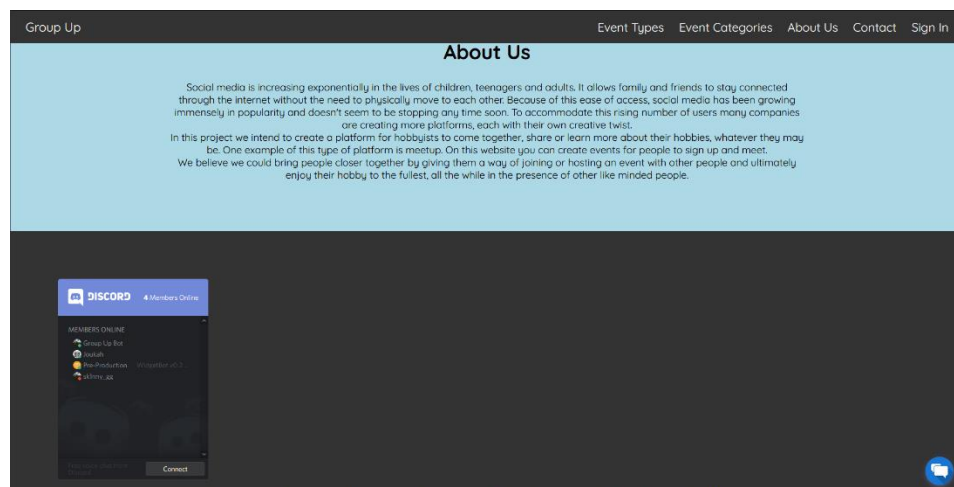 Group Up
Event Types Event Categories About Us Contact Sign In
About Us
Social media is increasing exponentially in the lives of children, teenagers and adults. It allows family and friends to stay connected
through the internet without the need to physically move to each other. Because of this ease of access, social media has been growing
immensely in popularity and doesn't seem to be stopping any time soon. To accommodate this rising number of users many companies
are creating more platforms, each with their own creative twist.
In this project we intend to create a platform for hobbyists to come together, share or learn more about their hobbies, whatever they may
be. One example of this type of platform is meetup. On this website you can create events for people to sign up and meet.
We believe we could bring people closer together by giving them a way of joining or hosting an event with other people and ultimately
enjoy their hobby to the fullest, all the while in the presence of other like minded people.
DISCORD 4 Members Online
MEMBERS ONLINE
Group Up Bot
Pre-Production
Connect